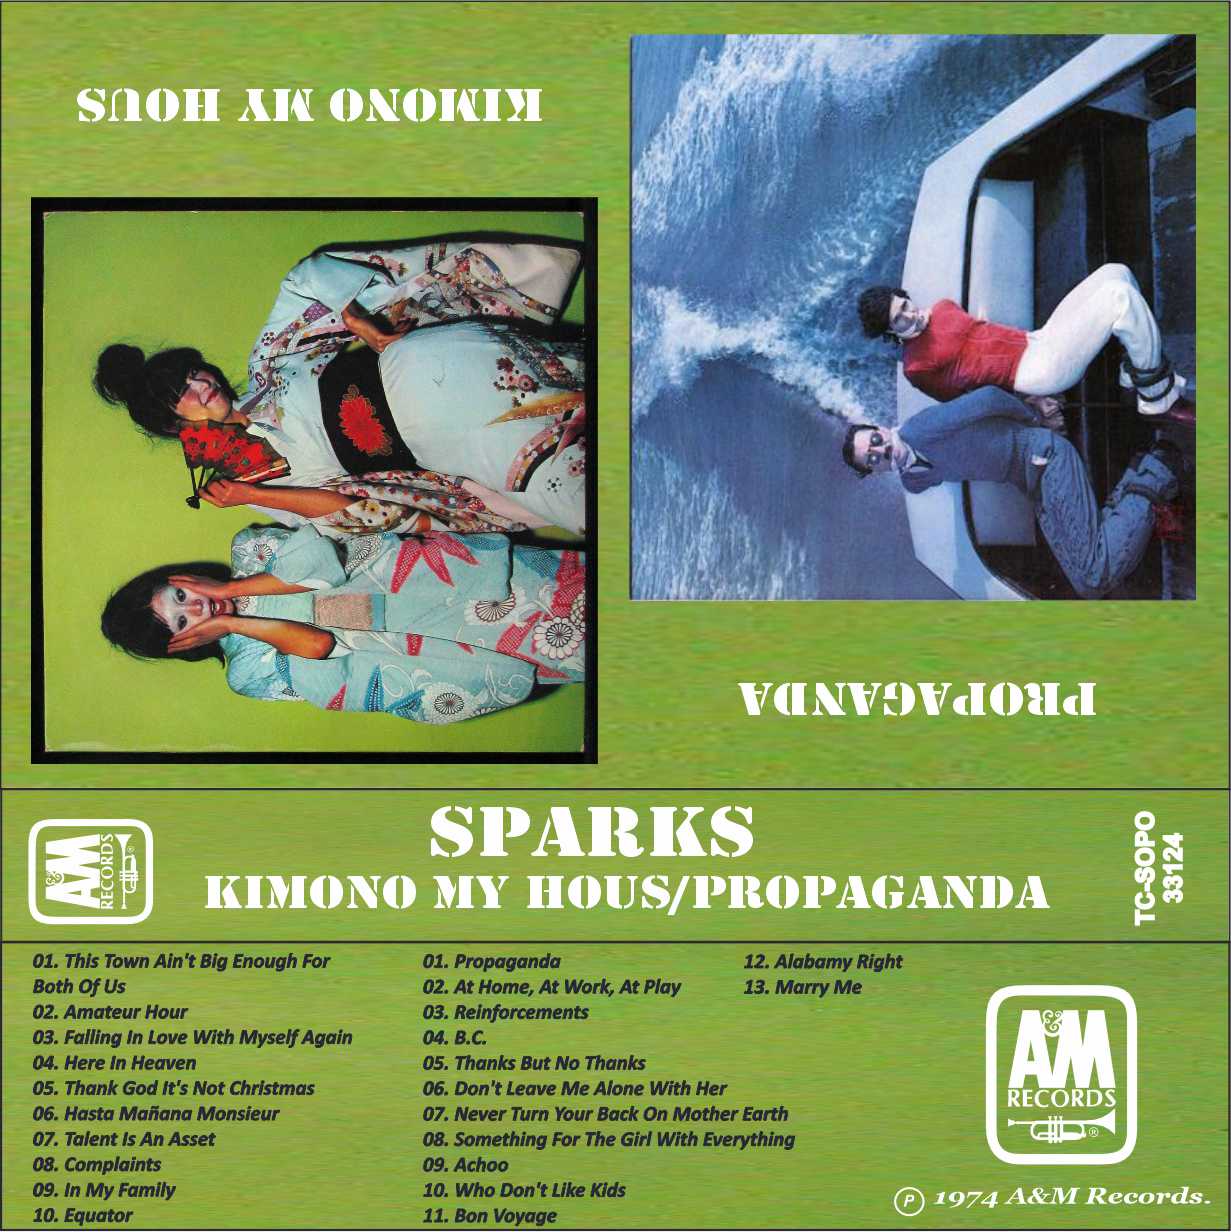 KIMONO MY HOUS
PROPAGANDA
SPARKS
KIMONO MY HOUS/PROPAGANDA
A&M
RECORDS
®
TC-SOPO
33124
01. This Town Ain't Big Enough For
Both Of Us
02. Amateur Hour
03. Falling In Love With Myself Again
04. Here In Heaven
05. Thank God It's Not Christmas
06. Hasta Mañana Monsieur
07. Talent Is An Asset
08. Complaints
09. In My Family
10. Equator
01. Propaganda
02. At Home, At Work, At Play
03. Reinforcements
04. B.C.
05. Thanks But No Thanks
06. Don't Leave Me Alone With Her
07. Never Turn Your Back On Mother Earth
08. Something For The Girl With Everything
09. Achoo
10. Who Don't Like Kids
11. Bon Voyage
12. Alabamy Right
13. Marry Me
A&M
RECORDS
®
℗ 1974 A&M Records.